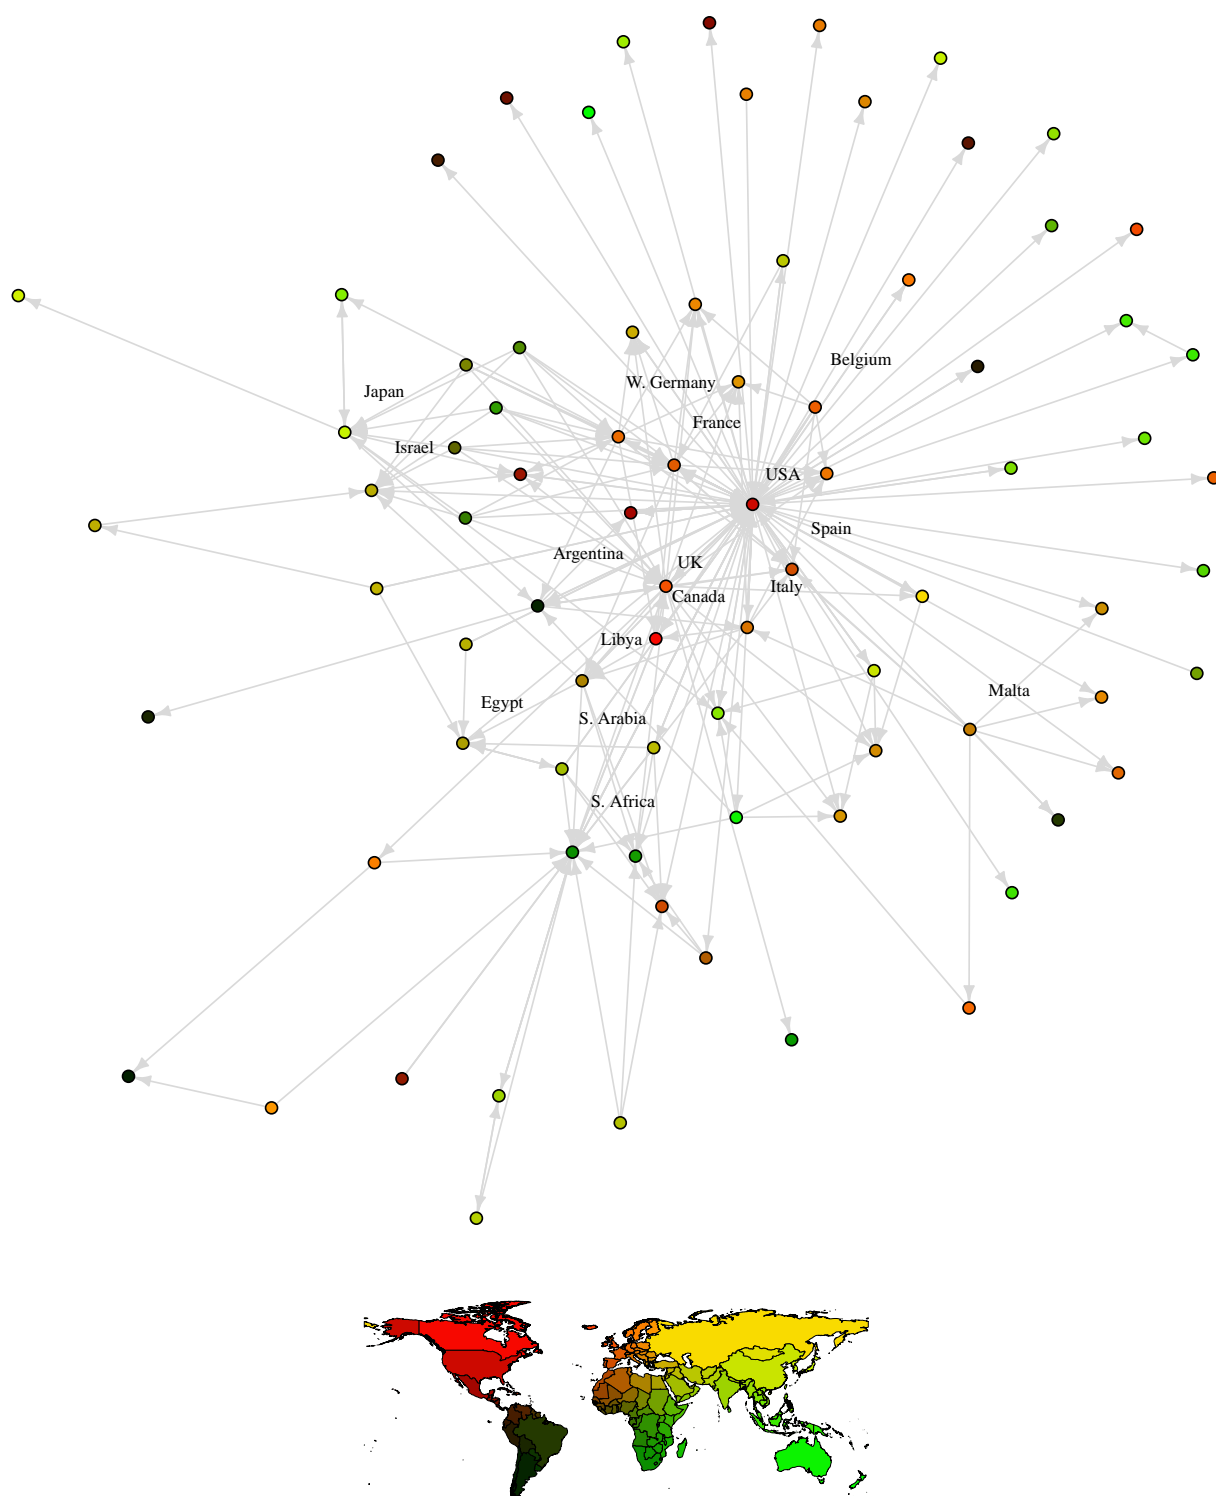 Belgium
W. Germany
Japan
France
Israel
USA
Spain
Argentina
UK
Italy
Canada
Libya
Malta
Egypt
S. Arabia
S. Africa